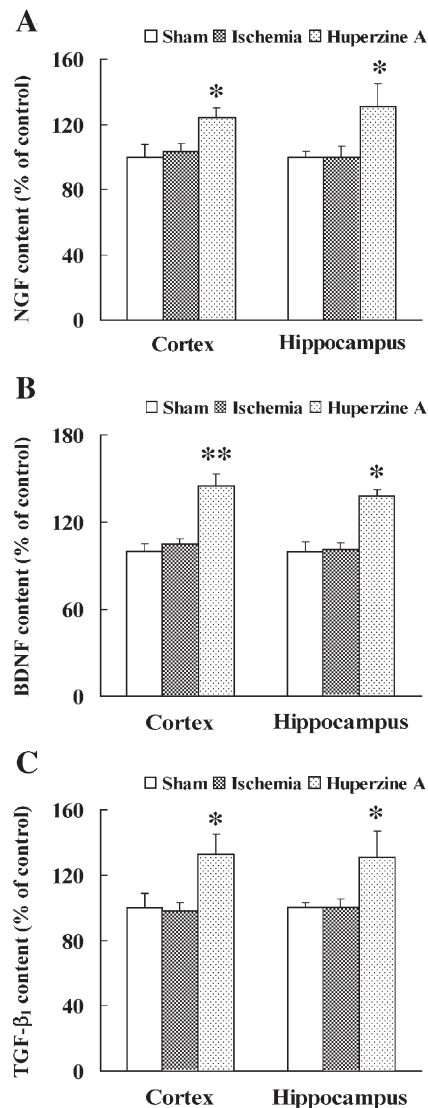 A
Sham Ischemia Huperzine A
NGF content (% of control)
160
120
80
40
0
* *
Cortex Hippocampus
B
Sham Ischemia Huperzine A
BDNF content (% of control)
180
120
60
0
** *
Cortex Hippocampus
C
Sham Ischemia Huperzine A
TGF-β₁ content (% of control)
160
120
80
40
0
* *
Cortex Hippocampus